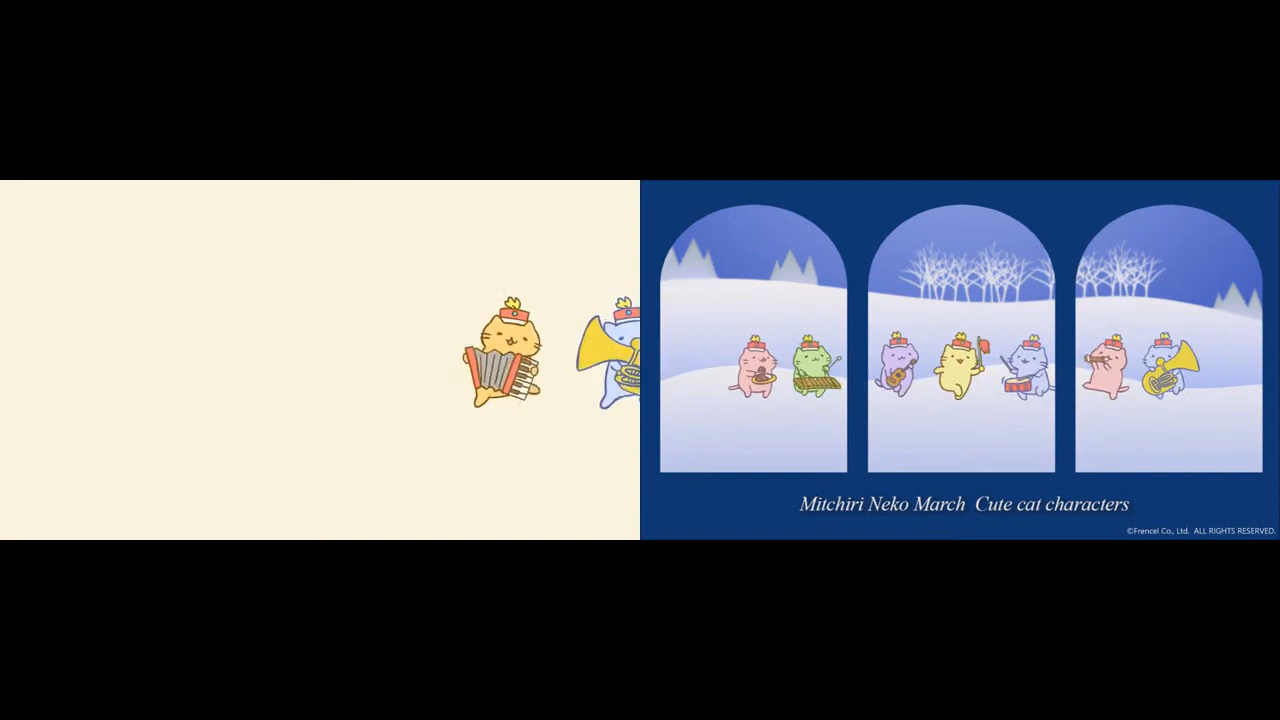 Mitchiri Neko March  Cute cat characters
©Frencel Co., Ltd.  ALL RIGHTS RESERVED.